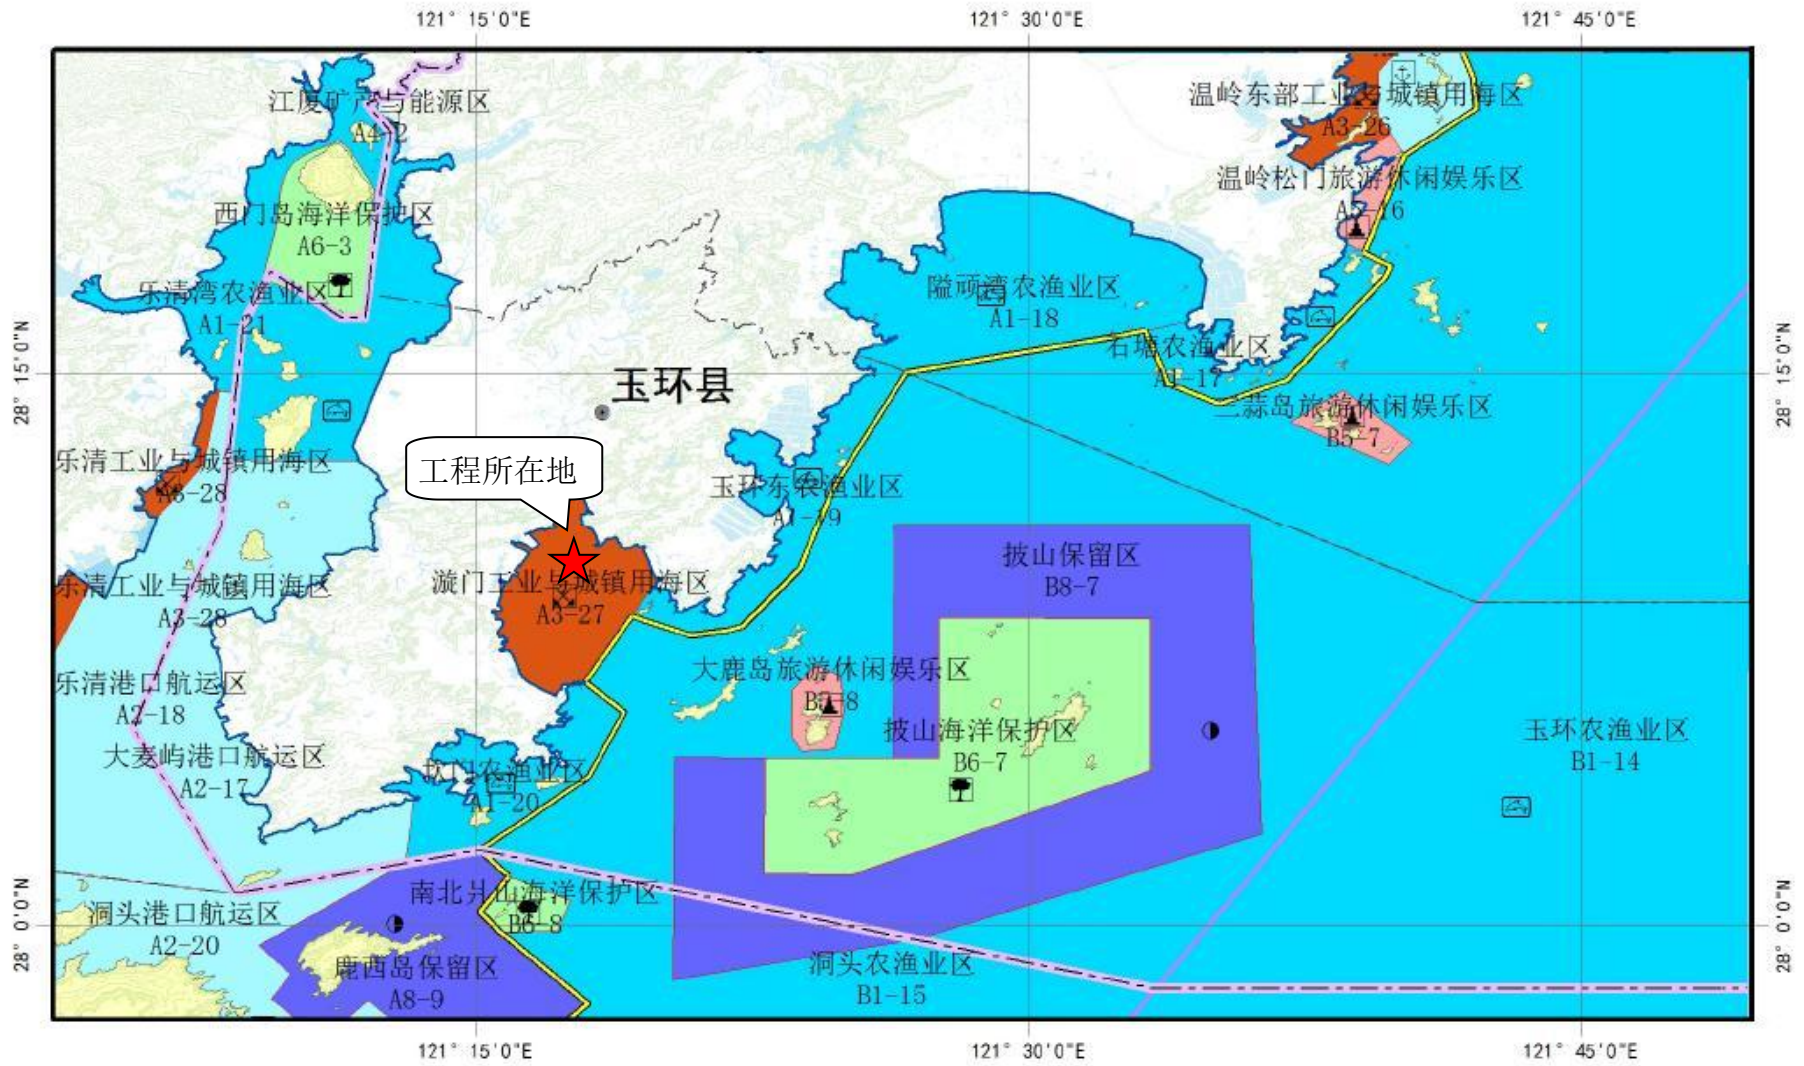 121° 15′0″E
121° 30′0″E
121° 45′0″E
江厦矿产与能源区
A4-2
温岭东部工业与城镇用海区
A3-26
温岭松门旅游休闲娱乐区
A5-16
西门岛海洋保护区
A6-3
乐清湾农渔业区
A1-21
隘顽湾农渔业区
A1-18
石塘农渔业区
A1-17
28° 15′0″N
28° 15′0″N
玉环县
三蒜岛旅游休闲娱乐区
B5-7
工程所在地
乐清工业与城镇用海区
A3-28
玉环东农渔业区
A1-19
披山保留区
B8-7
漩门工业与城镇用海区
A3-27
乐清工业与城镇用海区
A3-28
大鹿岛旅游休闲娱乐区
B5-8
乐清港口航运区
A2-18
披山海洋保护区
B6-7
玉环农渔业区
B1-14
大麦屿港口航运区
A2-17
坎门农渔业区
A1-20
南北爿山海洋保护区
B6-8
洞头港口航运区
A2-20
28° 0′0″N
28° 0′0″N
鹿西岛保留区
A8-9
洞头农渔业区
B1-15
121° 15′0″E
121° 30′0″E
121° 45′0″E